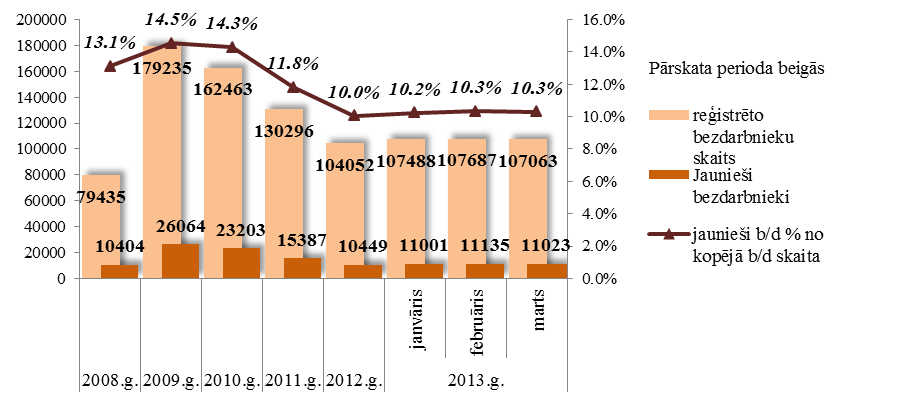 200000
180000
160000
140000
120000
100000
80000
60000
40000
20000
0
13.1%
14.5%
14.3%
11.8%
10.0%
10.2%
10.3%
10.3%
79435
179235
162463
130296
104052
107488
107687
107063
10404
26064
23203
15387
10449
11001
11135
11023
16.0%
14.0%
12.0%
10.0%
8.0%
6.0%
4.0%
2.0%
0.0%
janvāris
februāris
marts
2008.g.
2009.g.
2010.g.
2011.g.
2012.g.
2013.g.
Pārskata perioda beigās
reģistrēto
bezdarbnieku
skaits
Jaunieši
bezdarbnieki
jaunieši b/d % no
kopējā b/d skaita